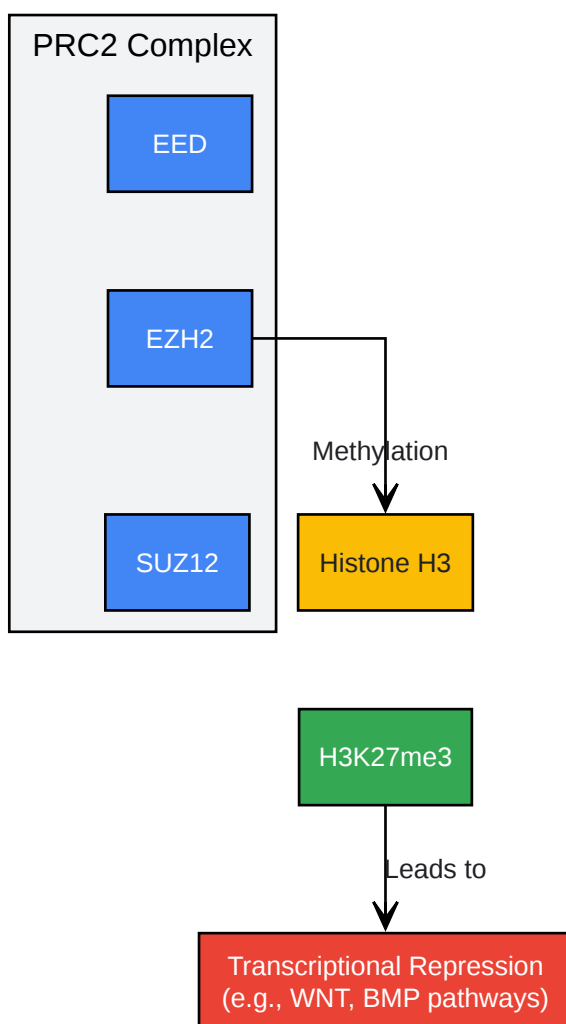 PRC2 Complex
EED
EZH2
Methylation
SUZ12
Histone H3
H3K27me3
Leads to
Transcriptional Repression
(e.g., WNT, BMP pathways)